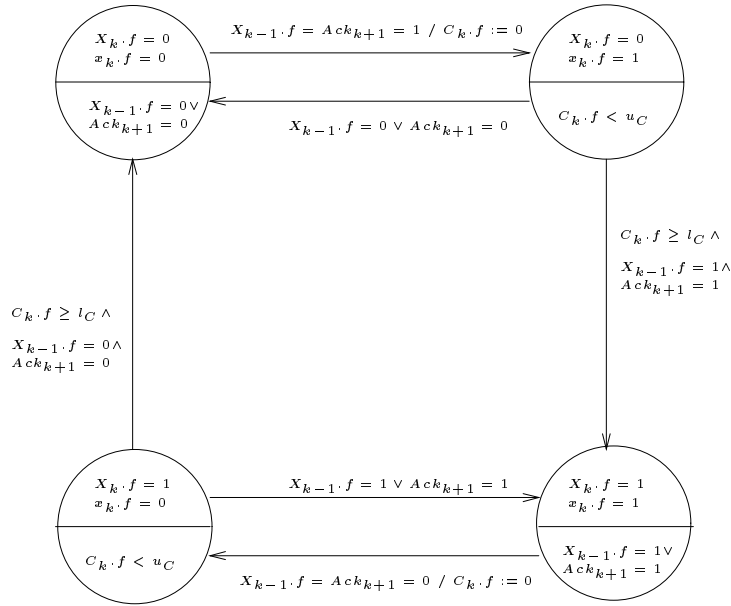 X_k.f = 0
x_k.f = 0
X_{k-1}.f = 0 ∨
Ack_{k+1} = 0
X_{k-1}.f = Ack_{k+1} = 1 / C_k.f := 0
X_{k-1}.f = 0 ∨ Ack_{k+1} = 0
X_k.f = 0
x_k.f = 1
C_k.f < u_C
C_k.f ≥ l_C ∧
X_{k-1}.f = 1 ∧
Ack_{k+1} = 1
C_k.f ≥ l_C ∧
X_{k-1}.f = 0 ∧
Ack_{k+1} = 0
X_k.f = 1
x_k.f = 0
C_k.f < u_C
X_{k-1}.f = 1 ∨ Ack_{k+1} = 1
X_{k-1}.f = Ack_{k+1} = 0 / C_k.f := 0
X_k.f = 1
x_k.f = 1
X_{k-1}.f = 1 ∨
Ack_{k+1} = 1